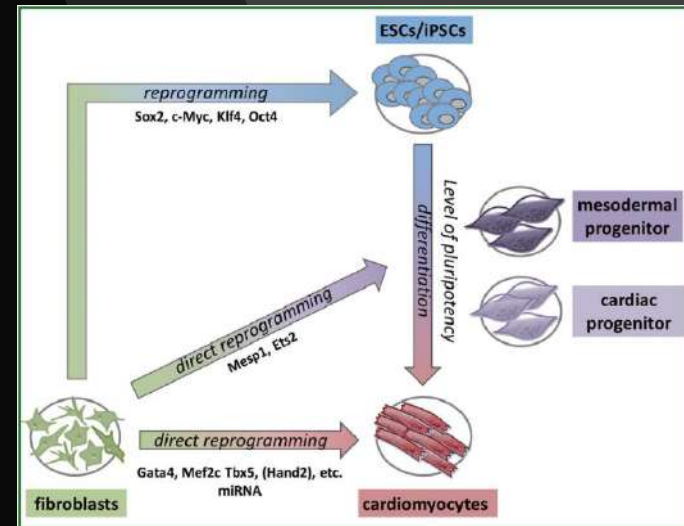 ESCs/iPSCs
reprogramming
Sox2, c-Myc, Klf4, Oct4
Level of pluripotency
differentiation
mesodermal
progenitor
cardiac
progenitor
direct reprogramming
Mesp1, Ets2
direct reprogramming
Gata4, Mef2c Tbx5, (Hand2), etc.
miRNA
fibroblasts
cardiomyocytes